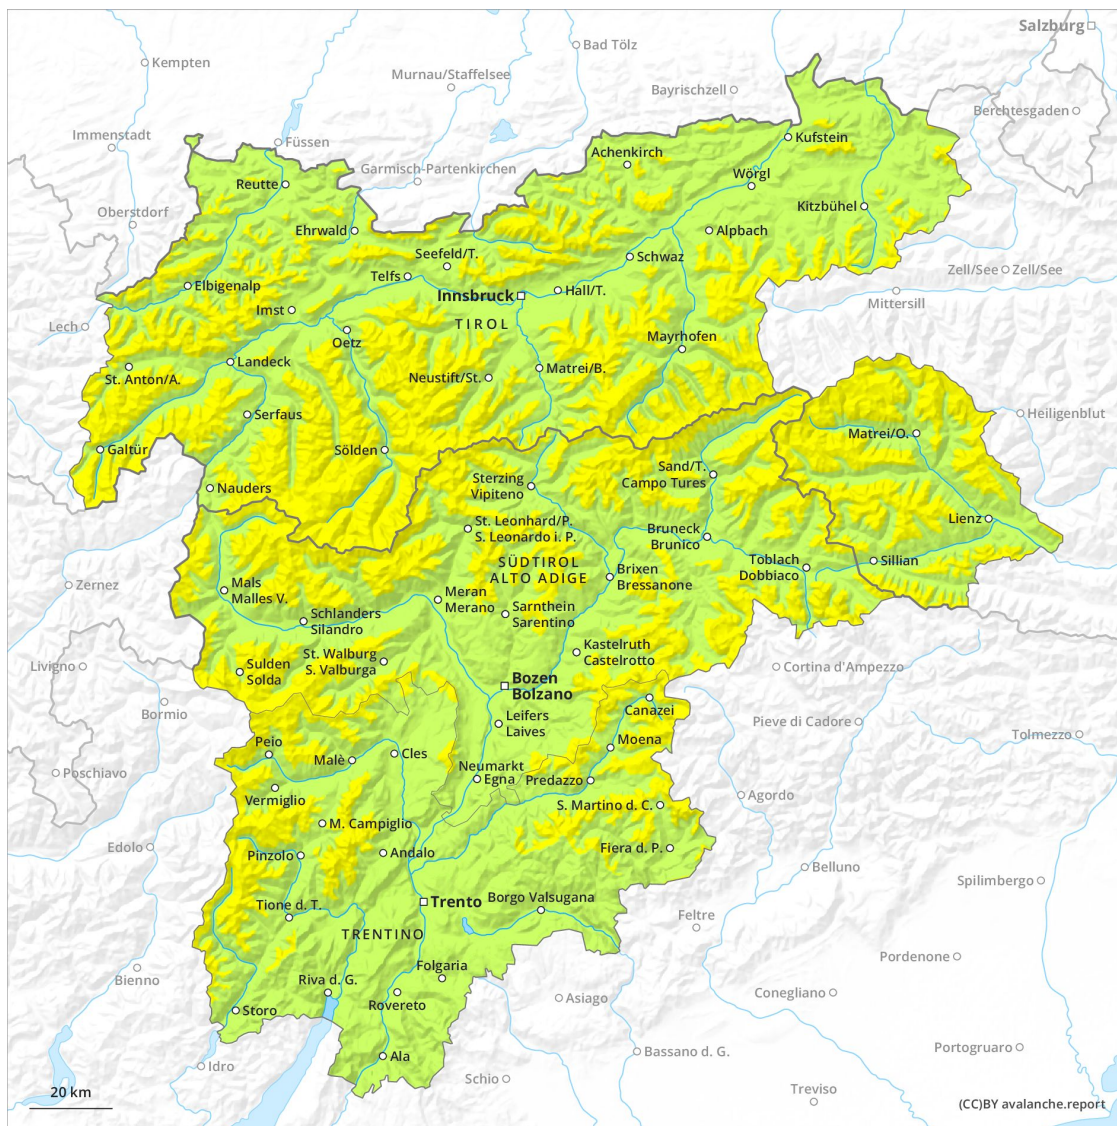 Salzburg
Bad Tölz
Kempten
Murnau/Staffelsee
Bayrischzell
Berchtesgaden
Immenstadt
Füssen
Kufstein
Achenkirch
Garmisch-Partenkirchen
Wörgl
Reutte
Kitzbühel
Oberstdorf
Ehrwald
Alpbach
Seefeld/T.
Schwaz
Telfs
Zell/See
Zell/See
Elbigenalp
Innsbruck
Hall/T.
Mittersill
Imst
TIROL
Lech
Oetz
Mayrhofen
Landeck
Matrei/B.
St. Anton/A.
Neustift/St.
Serfaus
Heiligenblut
Matrei/O.
Galtür
Sölden
Sand/T.
Campo Tures
Sterzing
Vipiteno
Nauders
Lienz
St. Leonhard/P.
S. Leonardo i. P.
Bruneck
Brunico
SÜDTIROL
ALTO ADIGE
Toblach
Dobbiaco
Sillian
Brixen
Bressanone
Zernez
Mals
Malles V.
Meran
Merano
Schlanders
Silandro
Sarnthein
Sarentino
Kastelruth
Castelrotto
St. Walburg
S. Valburga
Livigno
Sulden
Solda
Cortina d'Ampezzo
Bozen
Bolzano
Canazei
Bormio
Leifers
Laives
Pieve di Cadore
Tolmezzo
Peio
Moena
Cles
Malè
Poschiavo
Neumarkt
Egna
Predazzo
Vermiglio
Agordo
S. Martino d. C.
M. Campiglio
Edolo
Pinzolo
Andalo
Fiera d. P.
Belluno
Spilimbergo
Borgo Valsugana
Trento
Tione d. T.
Feltre
TRENTINO
Pordenone
Folgaria
Bienno
Riva d. G.
Rovereto
Asiago
Conegliano
Storo
Bassano d. G.
Portogruaro
Ala
Idro
Schio
Treviso
20 km
(CC)BY avalanche.report